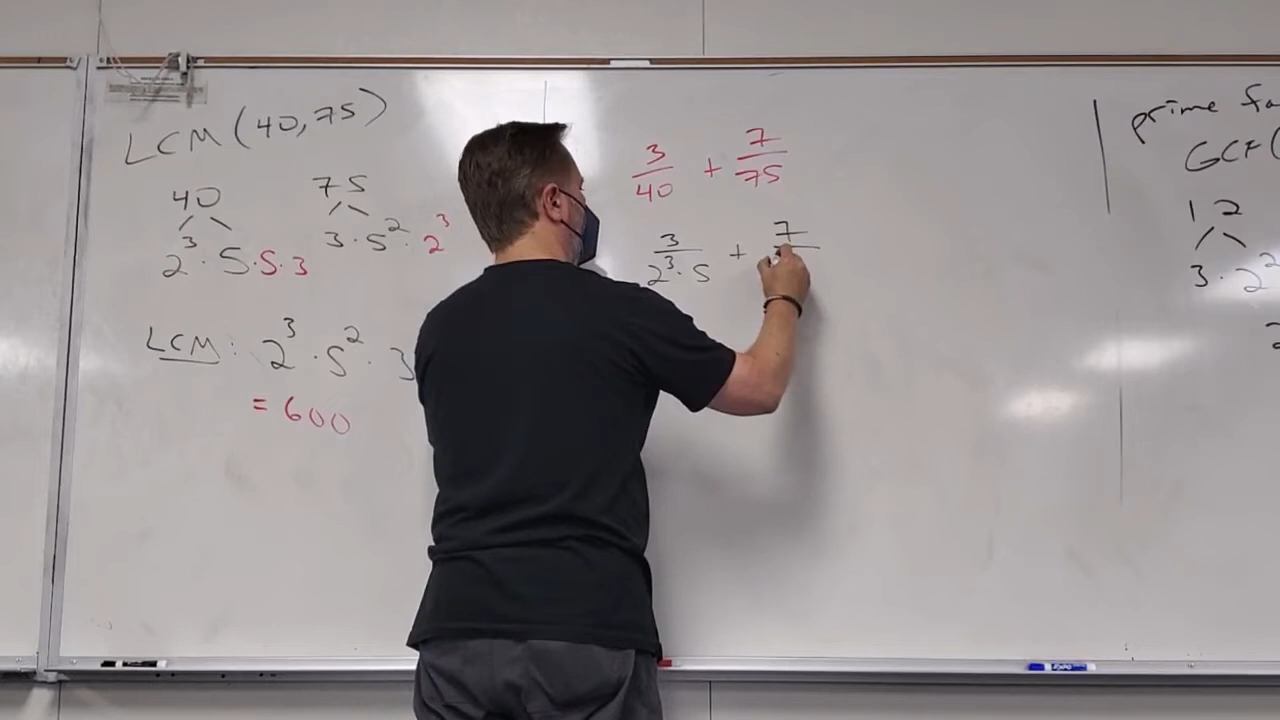 LCM(40,75)
40 75
2³·5·5·3 3·5²·2³
LCM: 2³·5²·3
= 600
3/40 + 7/75
3/2³·5 + 7/
prime
GCF(
12
3·2²